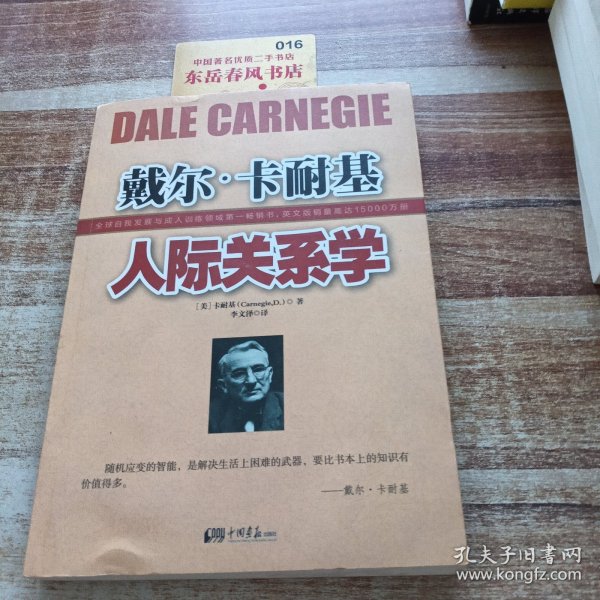 016
中国著名优质二手书店
东岳春风书店
DALE CARNEGIE
戴尔·卡耐基
全球自我发展与成人训练领域第一畅销书，英文版销量高达15000万册
人际关系学
［美］卡耐基(Carnegie,D.)◎著
李文泽◎译
随机应变的智能，是解决生活上困难的武器，要比书本上的知识有
价值得多。
——戴尔·卡耐基
中国画报出版社
孔夫子旧书网
www.kongfz.com